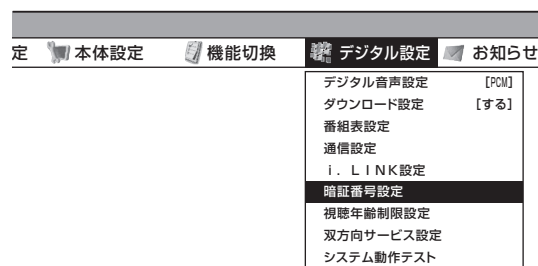 定 本体設定 機能切換 デジタル設定 お知らせ
デジタル音声設定 [PCM]
ダウンロード設定 [する]
番組表設定
通信設定
i．LINK設定
暗証番号設定
視聴年齢制限設定
双方向サービス設定
システム動作テスト